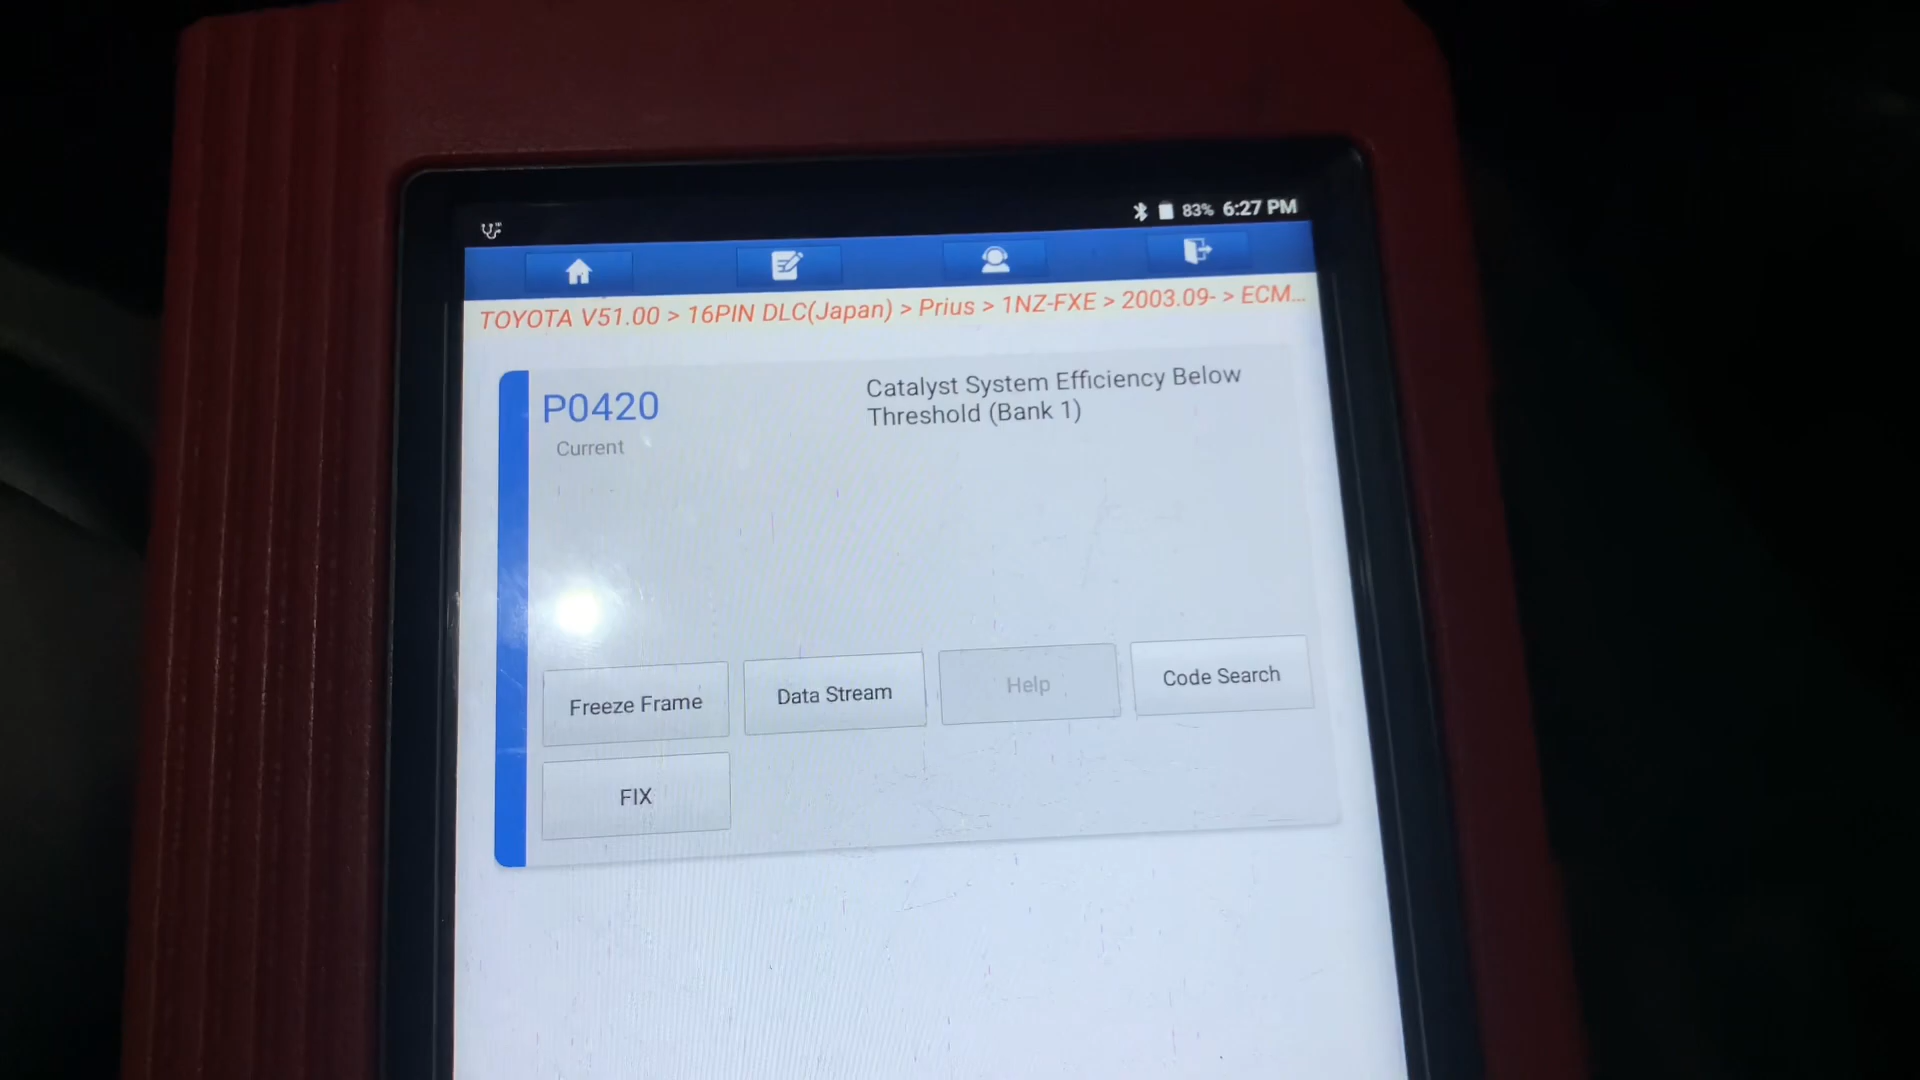 83% 6:27 PM
TOYOTA V51.00 > 16PIN DLC(Japan) > Prius > 1NZ-FXE > 2003.09- > ECM...
P0420
Current
Catalyst System Efficiency Below
Threshold (Bank 1)
Freeze Frame
Data Stream
Help
Code Search
FIX